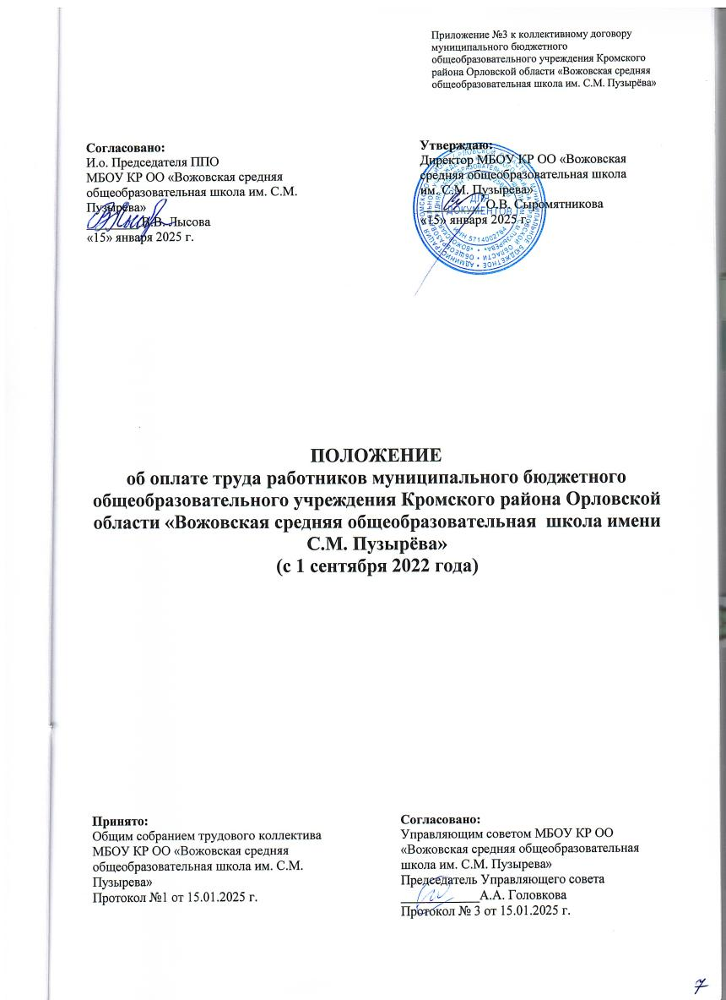 Приложение №3 к коллективному договору
муниципального бюджетного
общеобразовательного учреждения Кромского
района Орловской области «Вожовская средняя
общеобразовательная школа им. С.М. Пузырёва»
Согласовано:
И.о. Председателя ППО
МБОУ КР ОО «Вожовская средняя
общеобразовательная школа им. С.М.
Пузырева»
В.В. Лысова
«15» января 2025 г.
Утверждаю:
Директор МБОУ КР ОО «Вожовская
средняя общеобразовательная школа
им. С.М. Пузырева»
О.В. Сыромятникова
«15» января 2025 г.
ДЛЯ
ДОКУМЕНТОВ
ИНН 5714002784
ПОЛОЖЕНИЕ
об оплате труда работников муниципального бюджетного
общеобразовательного учреждения Кромского района Орловской
области «Вожовская средняя общеобразовательная школа имени
С.М. Пузырёва»
(с 1 сентября 2022 года)
Принято:
Общим собранием трудового коллектива
МБОУ КР ОО «Вожовская средняя
общеобразовательная школа им. С.М.
Пузырева»
Протокол №1 от 15.01.2025 г.
Согласовано:
Управляющим советом МБОУ КР ОО
«Вожовская средняя общеобразовательная
школа им. С.М. Пузырева»
Председатель Управляющего совета
____________А.А. Головкова
Протокол № 3 от 15.01.2025 г.
7